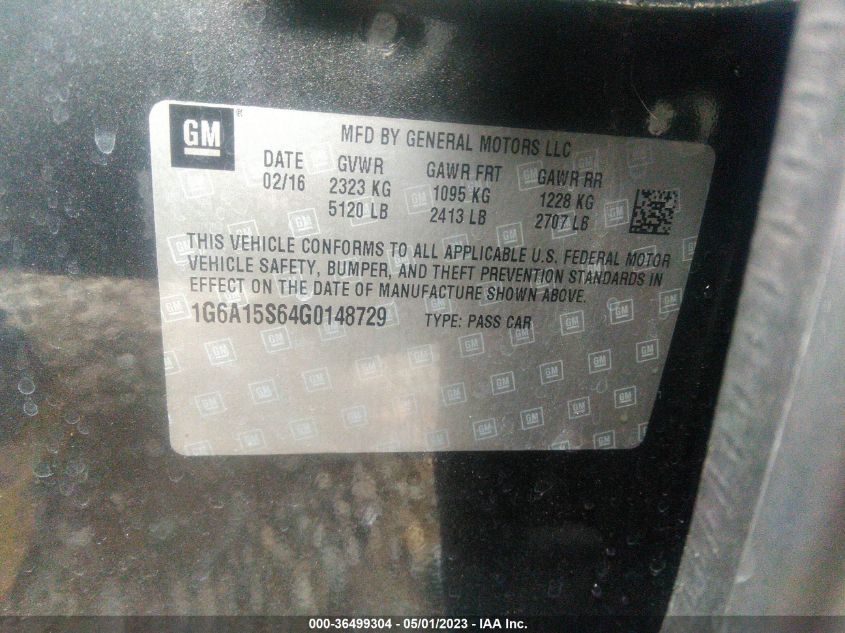 GM ®
MFD BY GENERAL MOTORS LLC
DATE GVWR GAWR FRT GAWR RR
02/16 2323 KG 1095 KG 1228 KG
5120 LB 2413 LB 2707 LB
THIS VEHICLE CONFORMS TO ALL APPLICABLE U.S. FEDERAL MOTOR
VEHICLE SAFETY, BUMPER, AND THEFT PREVENTION STANDARDS IN
EFFECT ON THE DATE OF MANUFACTURE SHOWN ABOVE.
1G6A15S64G0148729 TYPE: PASS CAR
000-36499304 - 05/01/2023 - IAA Inc.